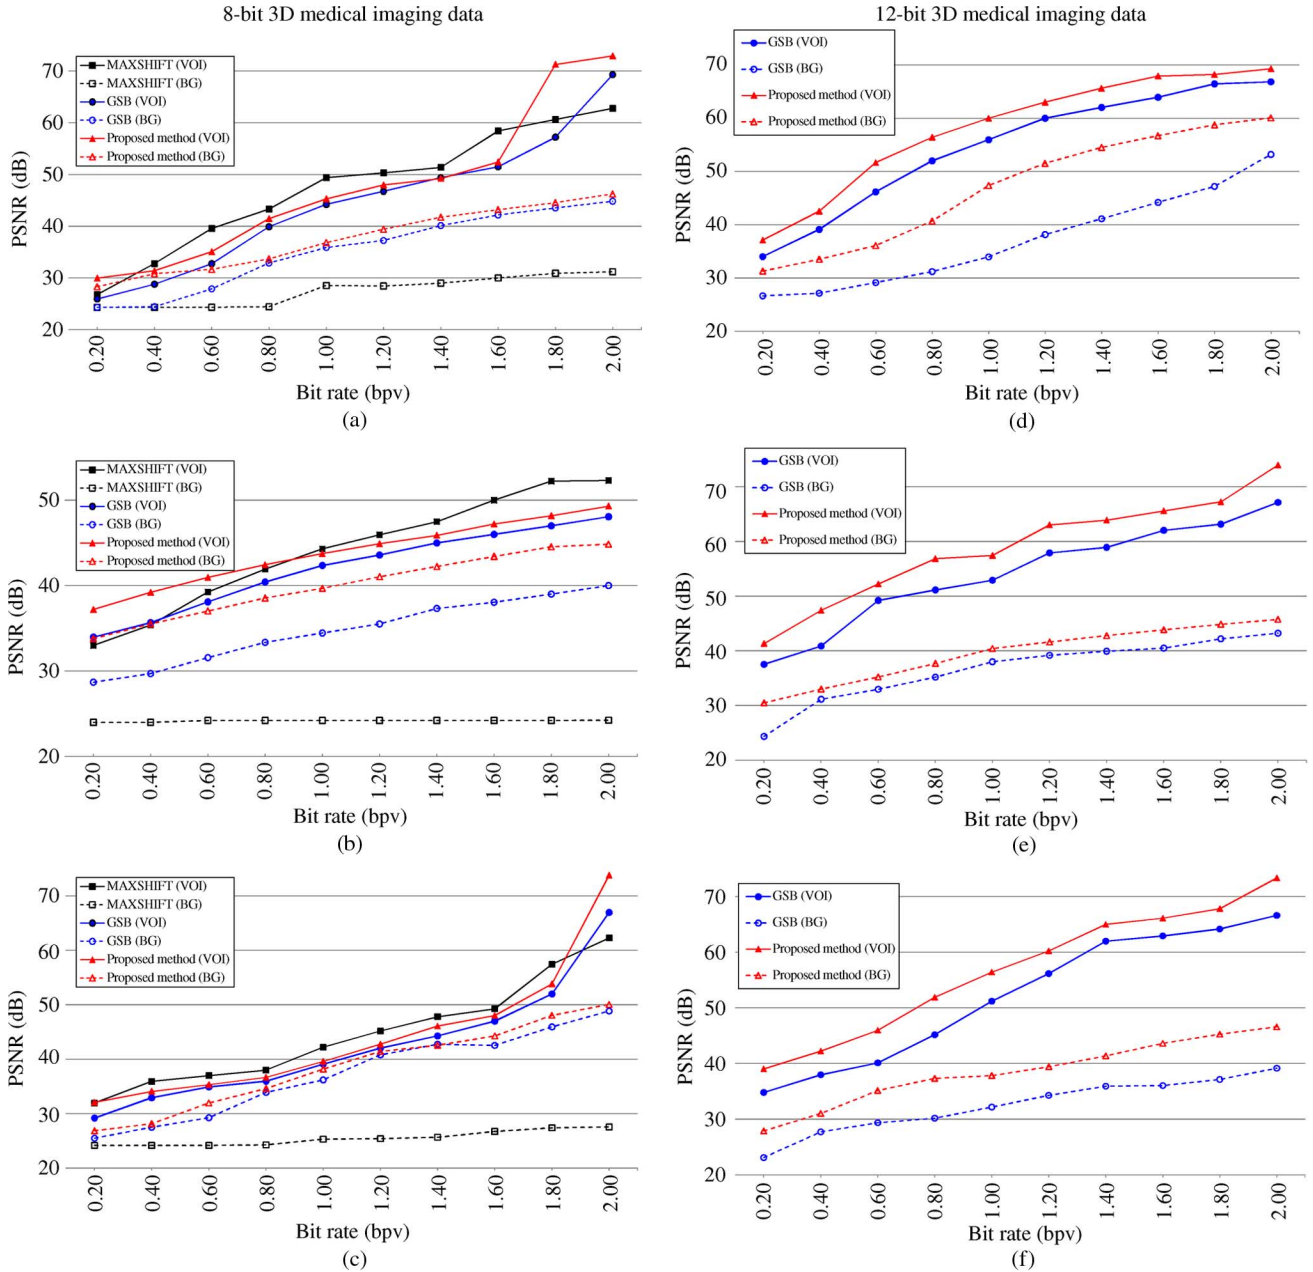 8-bit 3D medical imaging data
MAXSHIFT (VOI)
MAXSHIFT (BG)
GSB (VOI)
GSB (BG)
Proposed method (VOI)
Proposed method (BG)
PSNR (dB)
70
60
50
40
30
20
0.20
0.40
0.60
0.80
1.00
1.20
1.40
1.60
1.80
2.00
Bit rate (bpv)
(a)
12-bit 3D medical imaging data
GSB (VOI)
GSB (BG)
Proposed method (VOI)
Proposed method (BG)
PSNR (dB)
70
60
50
40
30
20
0.20
0.40
0.60
0.80
1.00
1.20
1.40
1.60
1.80
2.00
Bit rate (bpv)
(d)
MAXSHIFT (VOI)
MAXSHIFT (BG)
GSB (VOI)
GSB (BG)
Proposed method (VOI)
Proposed method (BG)
PSNR (dB)
50
40
30
20
0.20
0.40
0.60
0.80
1.00
1.20
1.40
1.60
1.80
2.00
Bit rate (bpv)
(b)
GSB (VOI)
GSB (BG)
Proposed method (VOI)
Proposed method (BG)
PSNR (dB)
70
60
50
40
30
20
0.20
0.40
0.60
0.80
1.00
1.20
1.40
1.60
1.80
2.00
Bit rate (bpv)
(e)
MAXSHIFT (VOI)
MAXSHIFT (BG)
GSB (VOI)
GSB (BG)
Proposed method (VOI)
Proposed method (BG)
PSNR (dB)
70
60
50
40
30
20
0.20
0.40
0.60
0.80
1.00
1.20
1.40
1.60
1.80
2.00
Bit rate (bpv)
(c)
GSB (VOI)
GSB (BG)
Proposed method (VOI)
Proposed method (BG)
PSNR (dB)
70
60
50
40
30
20
0.20
0.40
0.60
0.80
1.00
1.20
1.40
1.60
1.80
2.00
Bit rate (bpv)
(f)